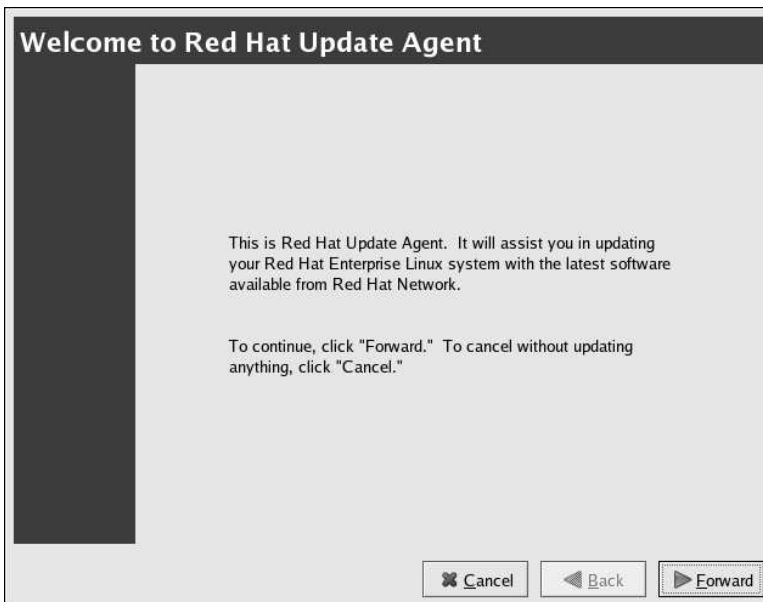 Welcome to Red Hat Update Agent
This is Red Hat Update Agent.  It will assist you in updating
your Red Hat Enterprise Linux system with the latest software
available from Red Hat Network.
To continue, click "Forward."  To cancel without updating
anything, click "Cancel."
Cancel
Back
Forward